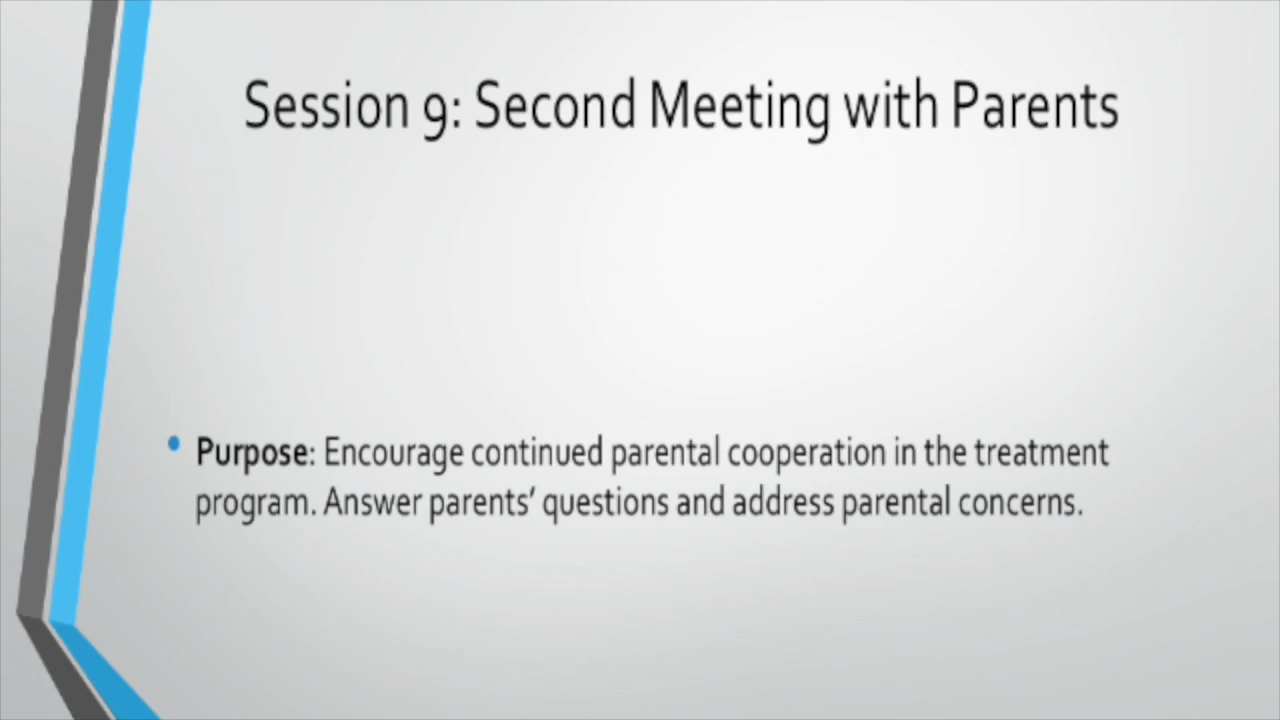 Session 9: Second Meeting with Parents
• Purpose: Encourage continued parental cooperation in the treatment
program. Answer parents’ questions and address parental concerns.